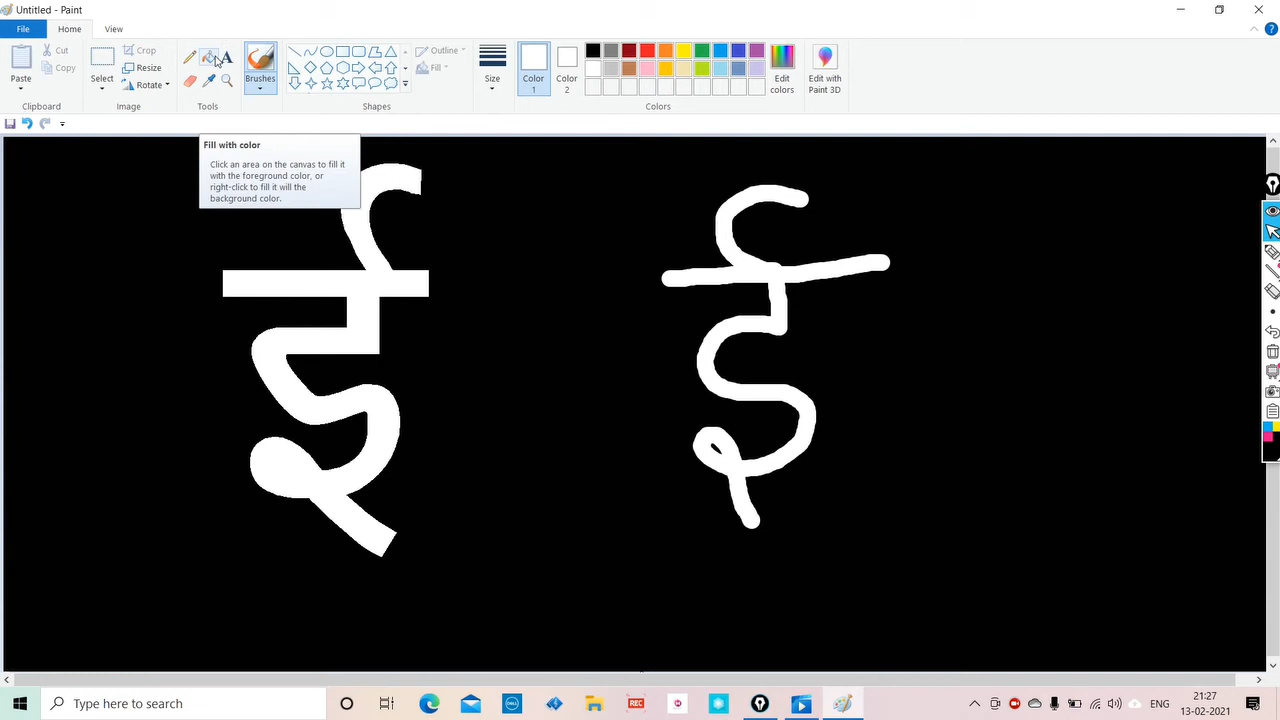 Untitled - Paint
File Home View
Paste
Cut
Copy
Clipboard
Select
Crop
Resize
Rotate
Image
Tools
Brushes
Shapes
Outline
Fill
Size
Color 1
Color 2
Edit colors
Colors
Edit with Paint 3D
Fill with color
Click an area on the canvas to fill it
with the foreground color, or
right-click to fill it will the
background color.
ई ई
Type here to search
DELL
REC
ENG
21:27
13-02-2021